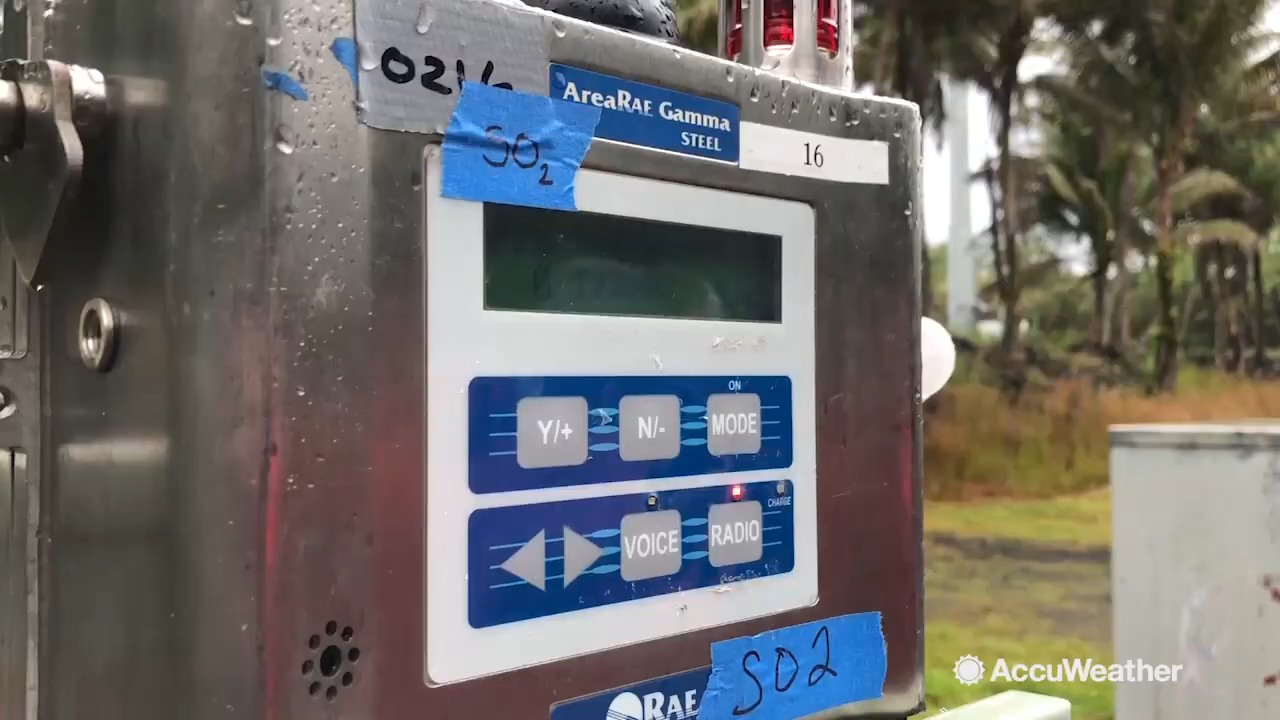 AreaRAE Gamma
STEEL
16
SO2
ON
Y/+ N/- MODE
CHARGE
VOICE RADIO
SO2
RAE
AccuWeather